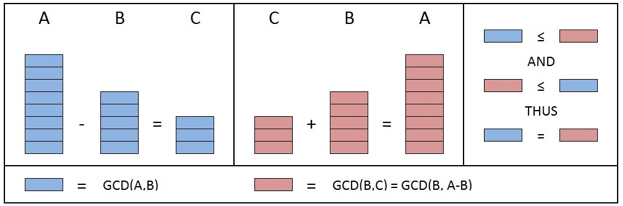 A B C
- =
C B A
+ =
≤
AND
≤
THUS
=
= GCD(A,B)
= GCD(B,C) = GCD(B, A-B)